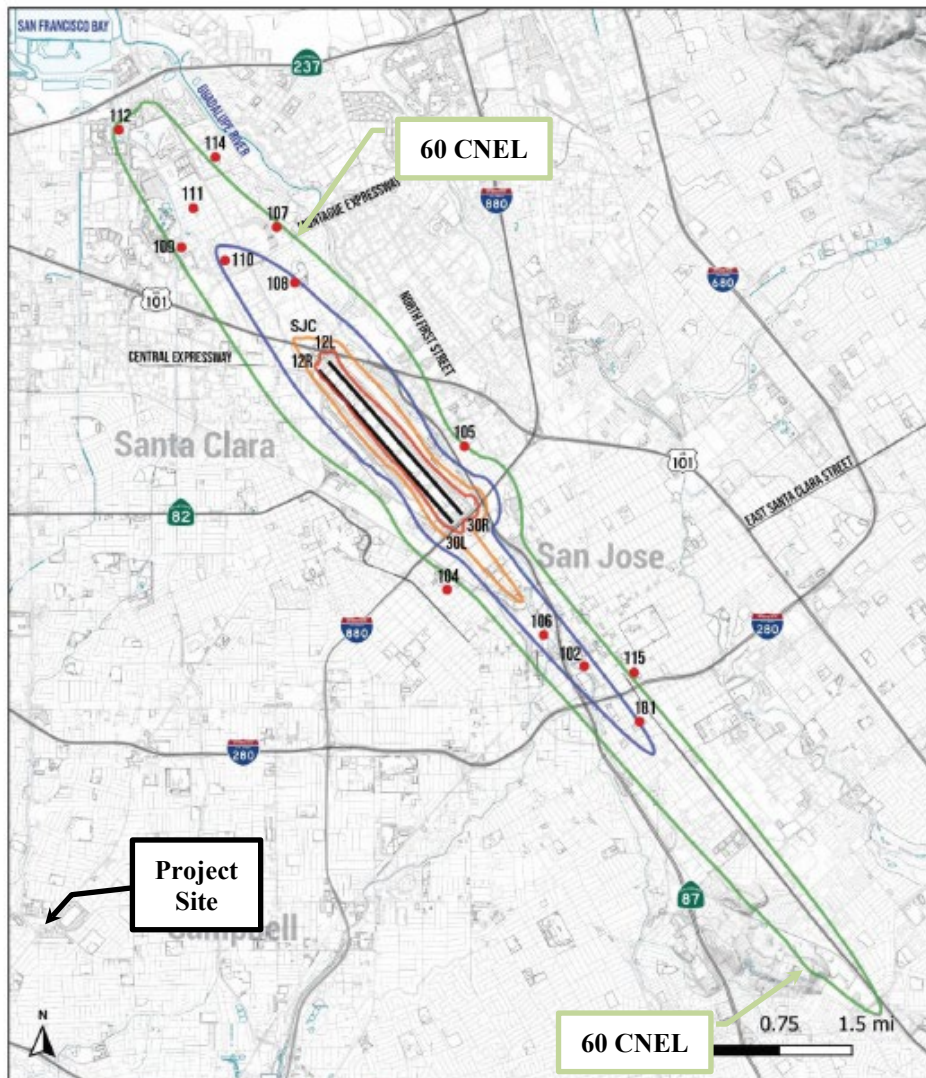 SAN FRANCISCO BAY
237
GUADALUPE RIVER
112
114
60 CNEL
880
111
107
MONTAGUE EXPRESSWAY
109
110
108
680
101
SJC
12L
NORTH FIRST STREET
CENTRAL EXPRESSWAY
12R
Santa Clara
105
101
EAST SANTA CLARA STREET
82
30R
30L
San Jose
104
880
106
280
102
115
101
280
Project
Site
87
N
60 CNEL
0.75
1.5 mi